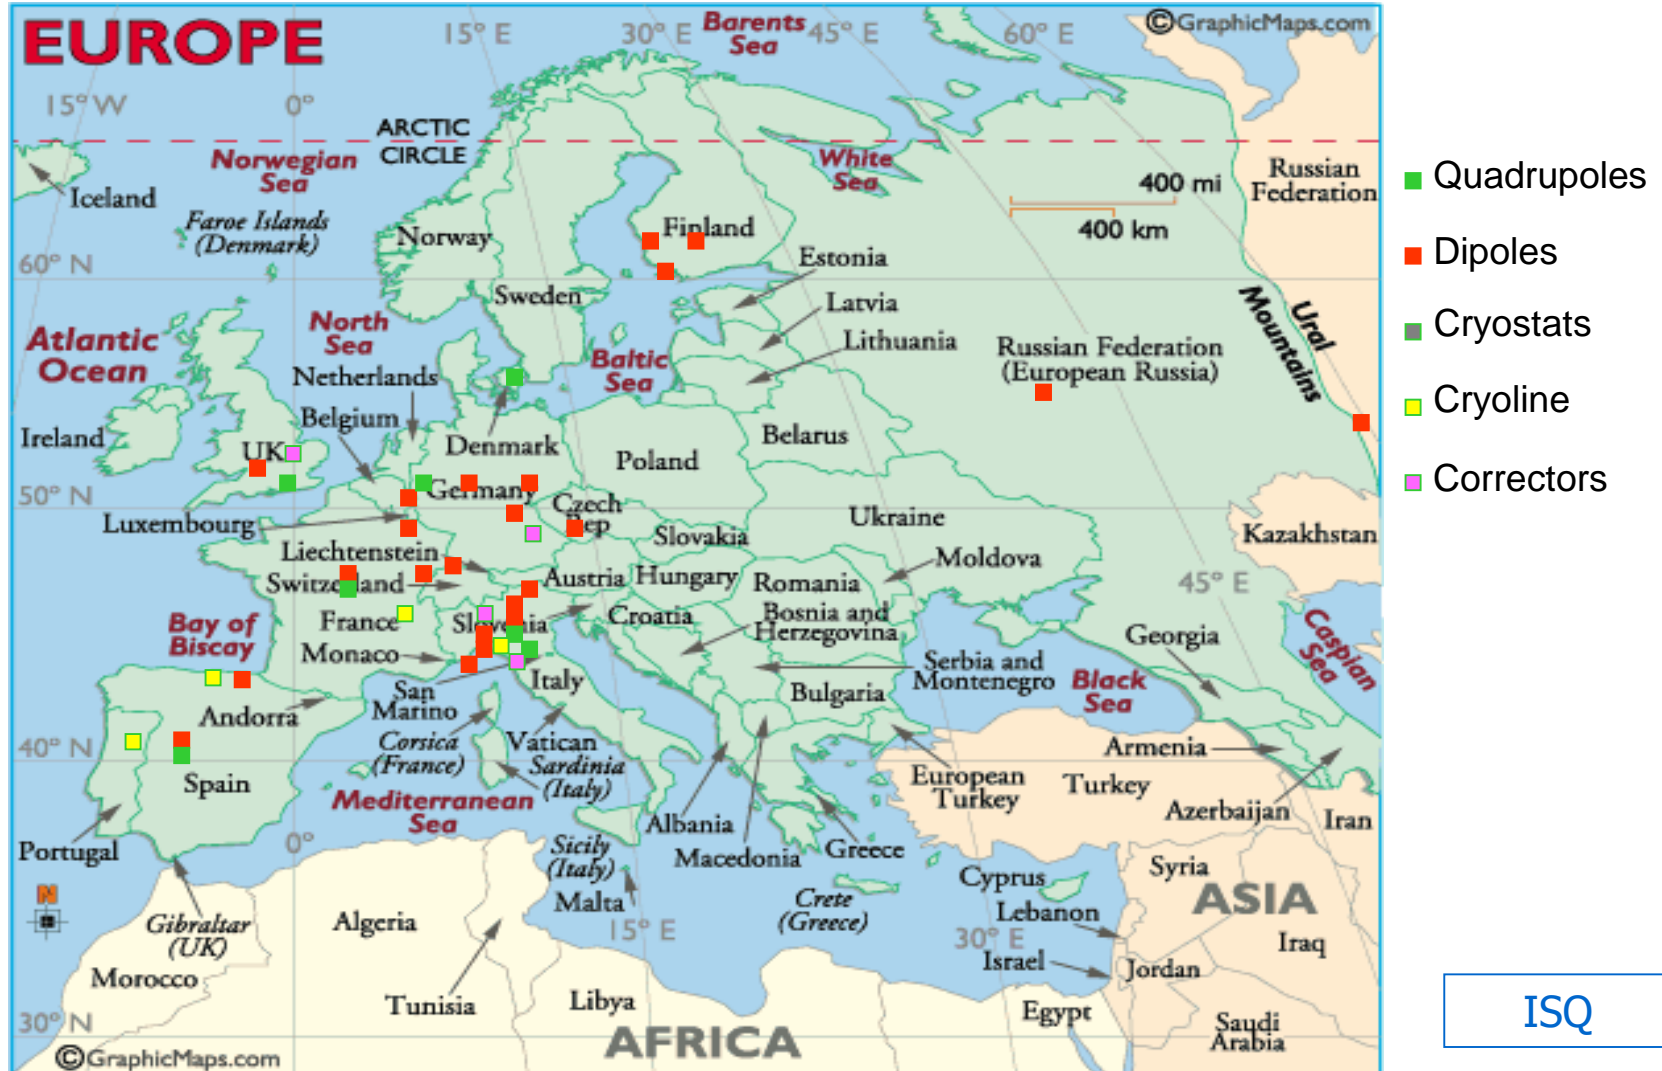 EUROPE
15° W
0°
15° E
30° E
Barents
Sea
45° E
60° E
©GraphicMaps.com
ARCTIC
CIRCLE
Norwegian
Sea
White
Sea
Russian
Federation
400 mi
400 km
Iceland
Faroe Islands
(Denmark)
Norway
Finland
60° N
Sweden
Estonia
Latvia
Lithuania
Ural
Mountains
Atlantic
Ocean
North
Sea
Baltic
Sea
Russian Federation
(European Russia)
Netherlands
Belgium
Ireland
UK
Denmark
Poland
Belarus
50° N
Germany
Czech
Rep
Luxembourg
Slovakia
Ukraine
Kazakhstan
Liechtenstein
Switzerland
Austria
Hungary
Romania
Moldova
45° E
France
Slovenia
Croatia
Bosnia and
Herzegovina
Bay of
Biscay
Monaco
Georgia
Caspian
Sea
San
Marino
Italy
Serbia and
Montenegro
Bulgaria
Black
Sea
Andorra
Corsica
(France)
Vatican
Sardinia
(Italy)
40° N
Spain
Armenia
European
Turkey
Turkey
Azerbaijan
Iran
Mediterranean
Sea
0°
Portugal
Albania
Macedonia
Greece
Sicily
(Italy)
Malta
Syria
Cyprus
ASIA
N
Gibraltar
(UK)
Algeria
Crete
(Greece)
Lebanon
15° E
30° E
Iraq
Israel
Jordan
Morocco
Tunisia
Libya
Egypt
Saudi
Arabia
30° N
AFRICA
©GraphicMaps.com
Quadrupoles
Dipoles
Cryostats
Cryoline
Correctors
ISQ